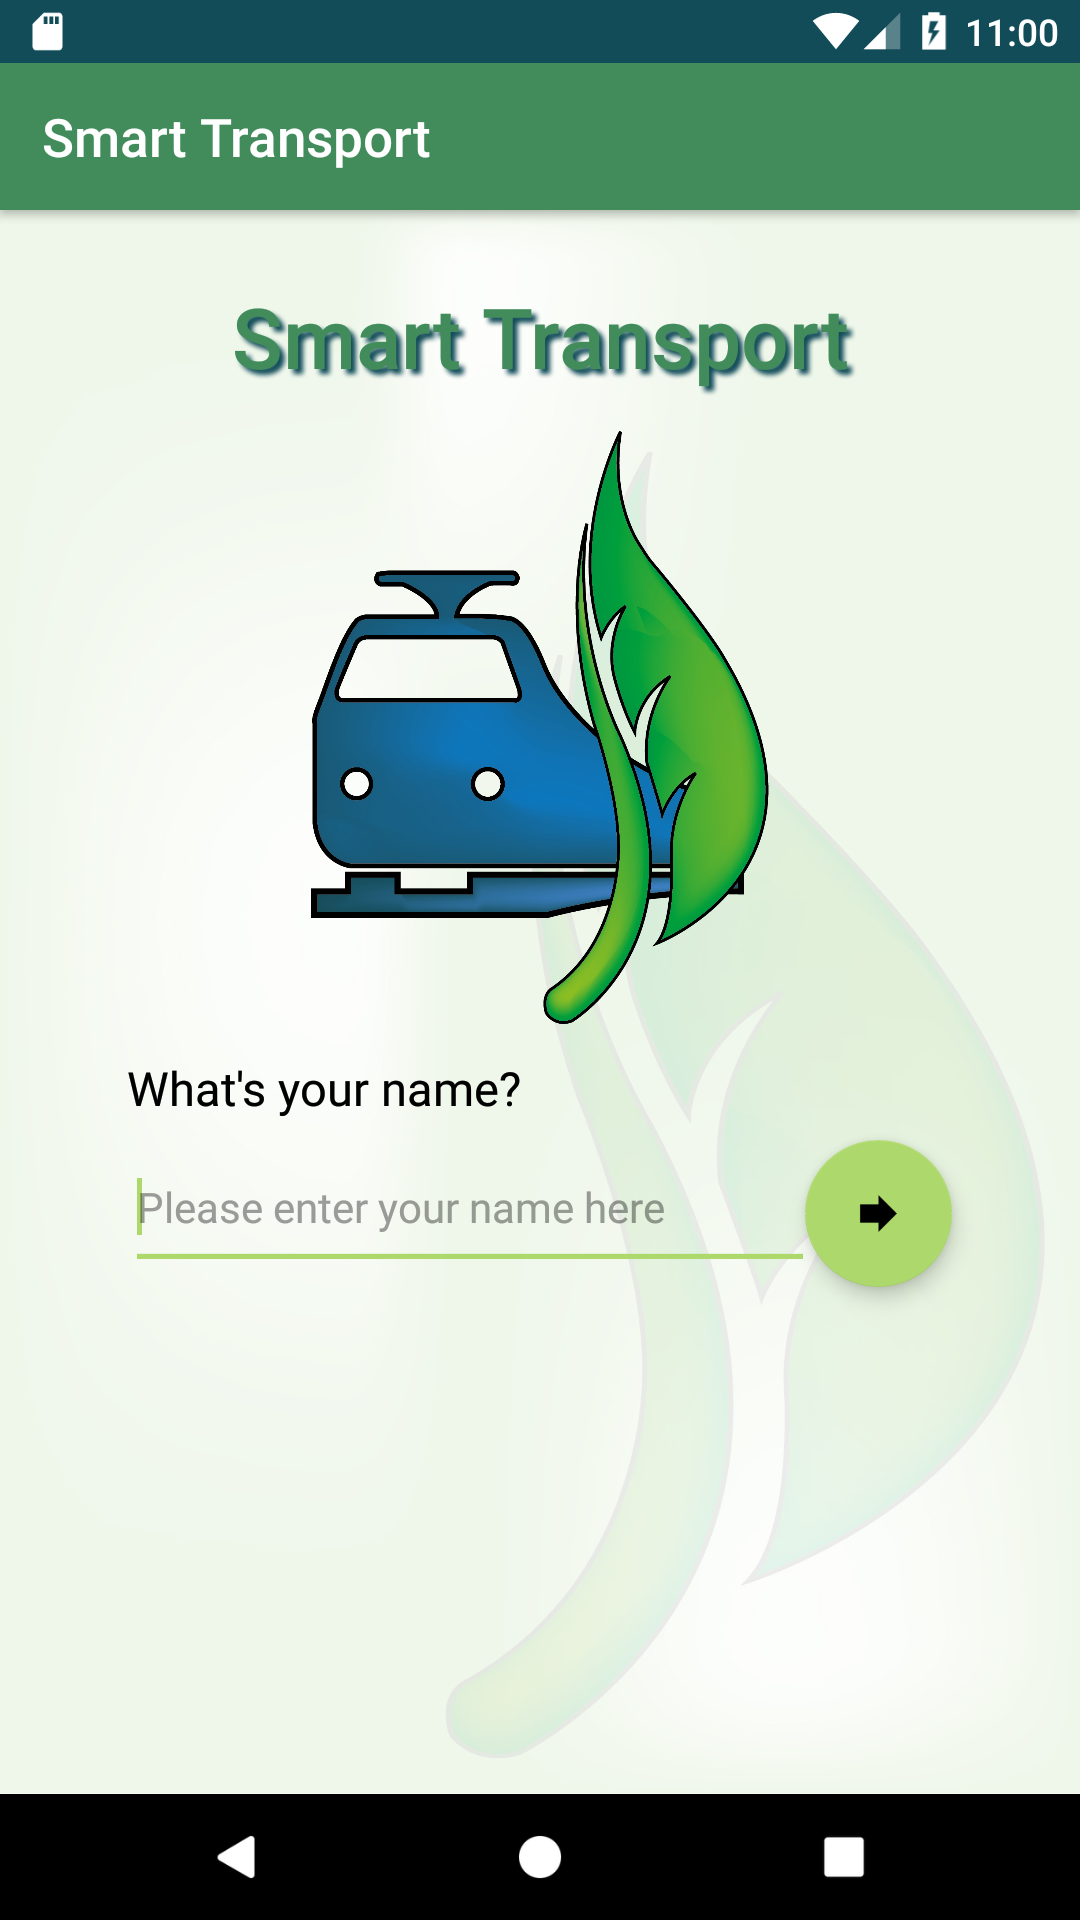 11:00
Smart Transport
Smart Transport
What's your name?
Please enter your name here